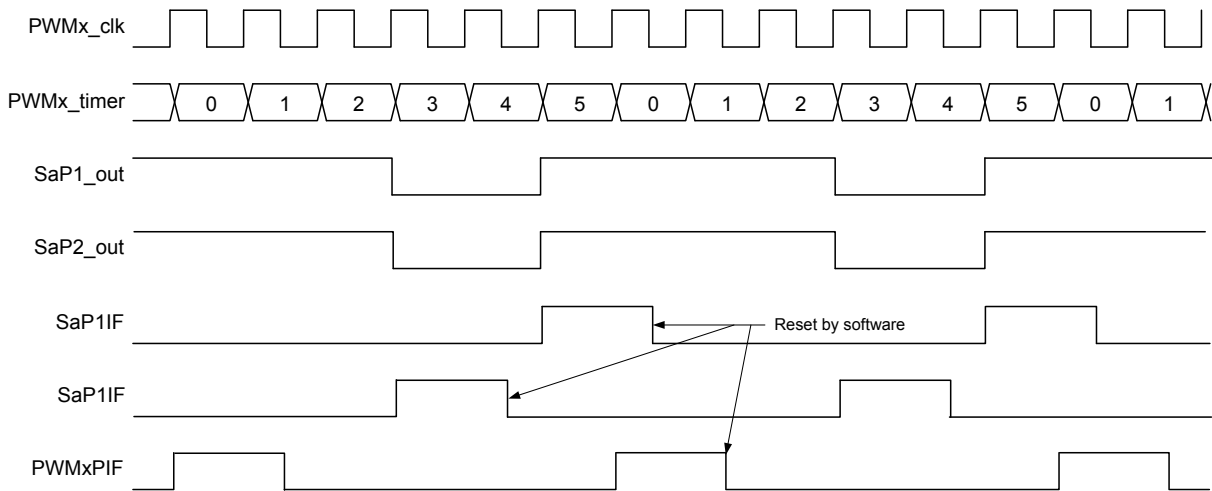 PWMx_clk
PWMx_timer 0 1 2 3 4 5 0 1 2 3 4 5 0 1
SaP1_out
SaP2_out
SaP1IF
Reset by software
SaP1IF
PWMxPIF